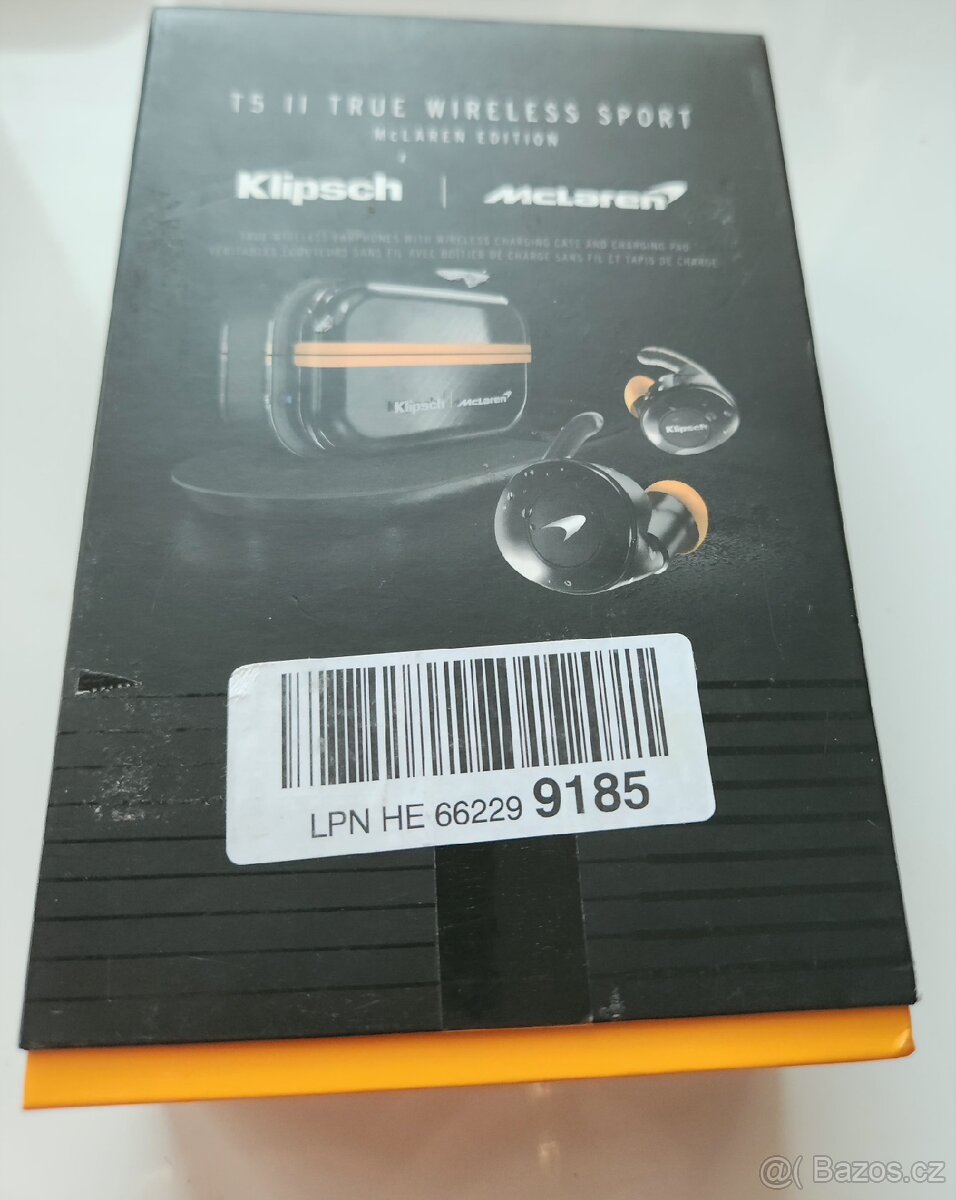 T5 II TRUE WIRELESS SPORT
McLAREN EDITION
Klipsch | McLaren
TRUE WIRELESS EARPHONES WITH WIRELESS CHARGING CASE AND CHARGING PAD
VÉRITABLES ÉCOUTEURS SANS FIL AVEC BOÎTIER DE CHARGE SANS FIL ET TAPIS DE CHARGE
Klipsch | McLaren
Klipsch
LPN HE 66229 9185
@( Bazos.cz